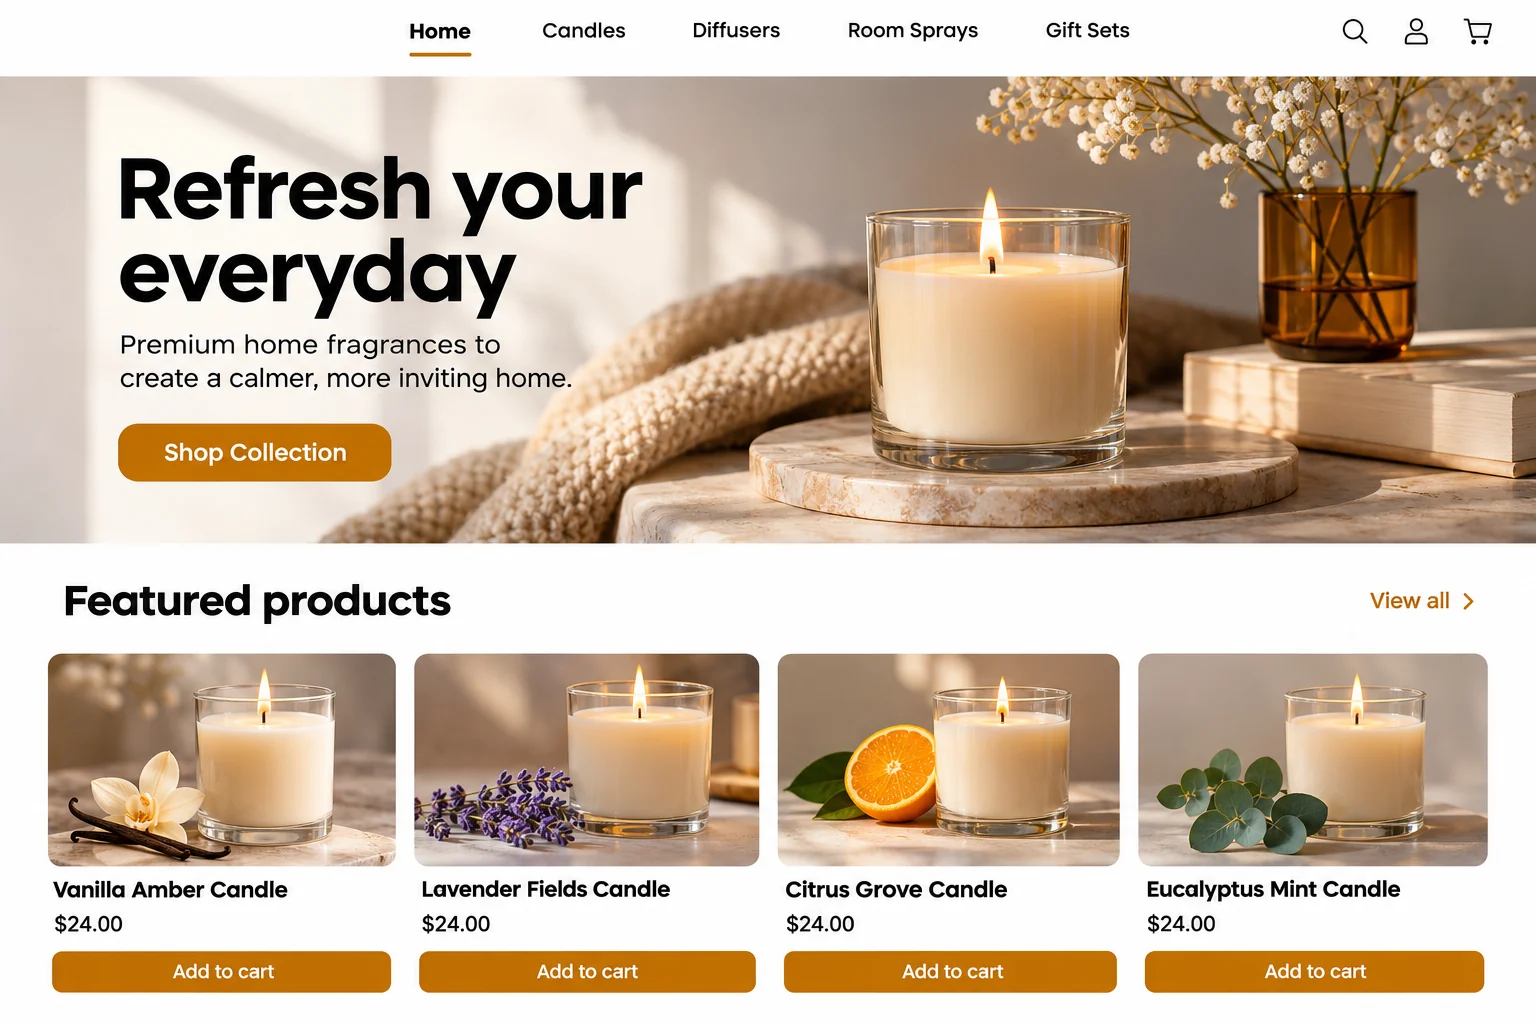 Home
Candles
Diffusers
Room Sprays
Gift Sets
Refresh your
everyday
Premium home fragrances to
create a calmer, more inviting home.
Shop Collection
Featured products
View all
Vanilla Amber Candle
$24.00
Add to cart
Lavender Fields Candle
$24.00
Add to cart
Citrus Grove Candle
$24.00
Add to cart
Eucalyptus Mint Candle
$24.00
Add to cart